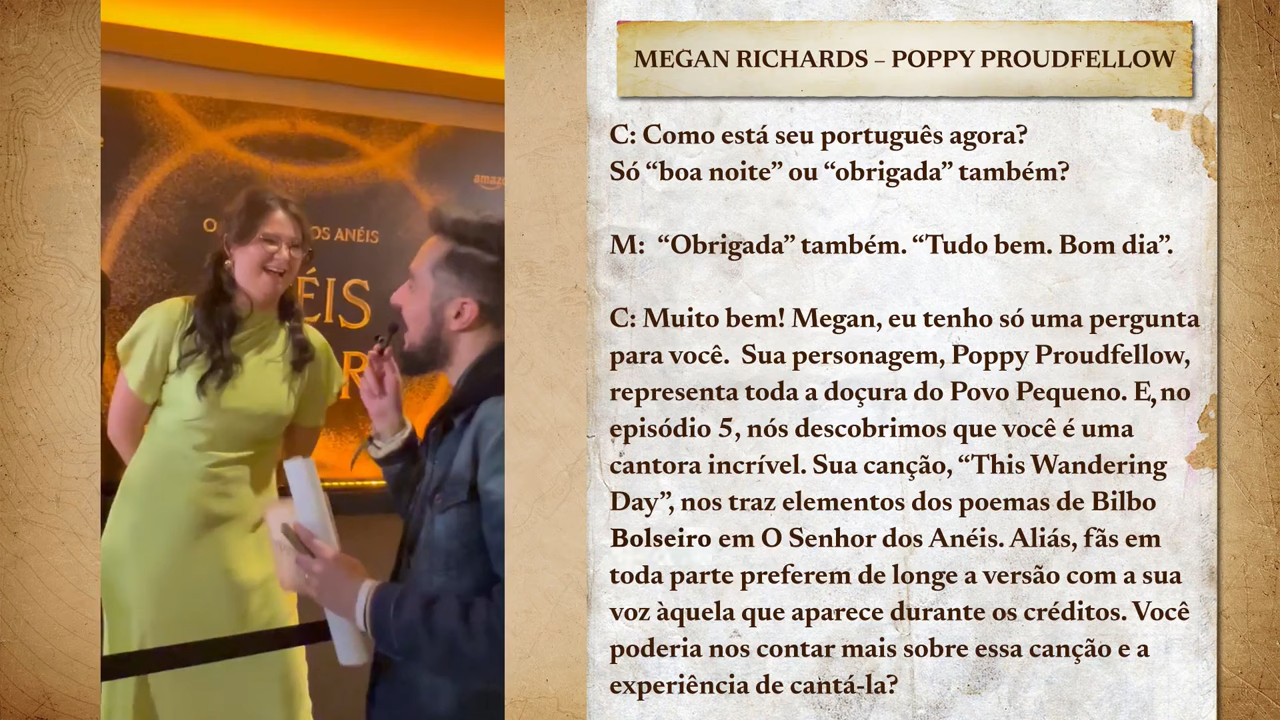 amazo
O
OS ANÉIS
ÉIS
R
MEGAN RICHARDS – POPPY PROUDFELLOW
C: Como está seu português agora?
Só “boa noite” ou “obrigada” também?
M:  “Obrigada” também. “Tudo bem. Bom dia”.
C: Muito bem! Megan, eu tenho só uma pergunta
para você.  Sua personagem, Poppy Proudfellow,
representa toda a doçura do Povo Pequeno. E, no
episódio 5, nós descobrimos que você é uma
cantora incrível. Sua canção, “This Wandering
Day”, nos traz elementos dos poemas de Bilbo
Bolseiro em O Senhor dos Anéis. Aliás, fãs em
toda parte preferem de longe a versão com a sua
voz àquela que aparece durante os créditos. Você
poderia nos contar mais sobre essa canção e a
experiência de cantá-la?